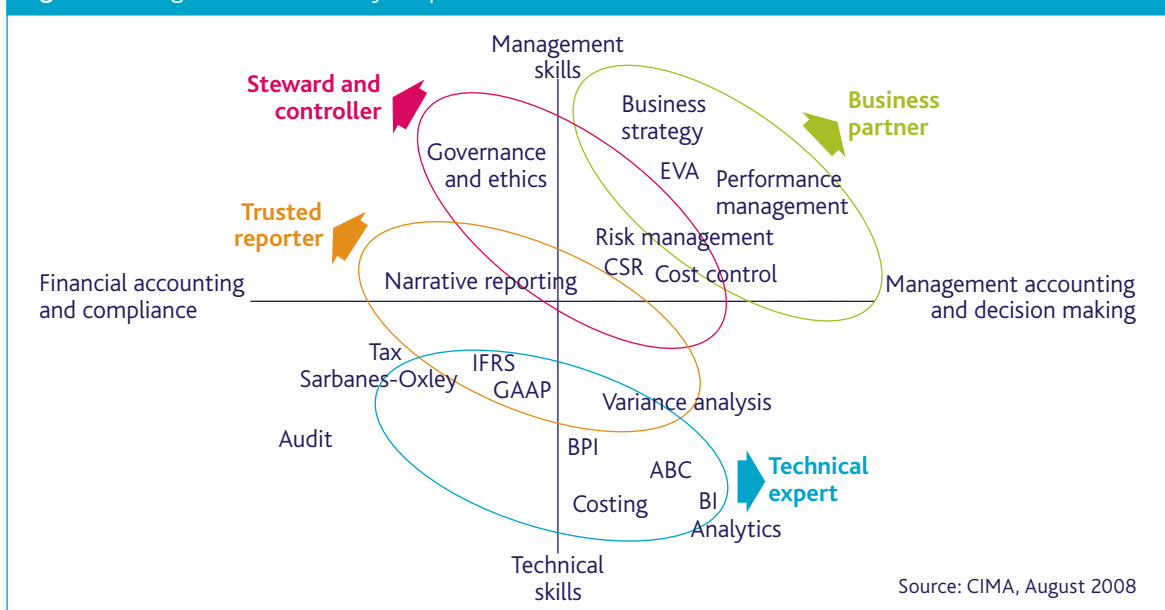 Management
skills
Steward and
controller
Business
partner
Business
strategy
Governance
and ethics
EVA
Performance
management
Trusted
reporter
Risk management
CSR
Cost control
Narrative reporting
Financial accounting
and compliance
Management accounting
and decision making
Tax
IFRS
Sarbanes-Oxley
GAAP
Variance analysis
Audit
BPI
ABC
Technical
expert
Costing
BI
Analytics
Technical
skills
Source: CIMA, August 2008